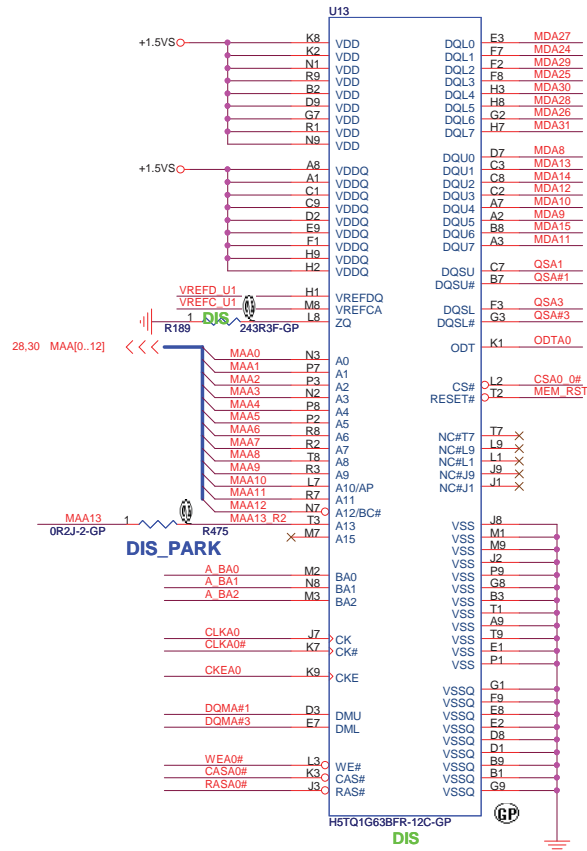 U13
+1.5VS K8 VDD DQL0 E3 MDA27
K2 VDD DQL1 F7 MDA24
N1 VDD DQL2 F2 MDA29
R9 VDD DQL3 F8 MDA25
B2 VDD DQL4 H3 MDA30
D9 VDD DQL5 H8 MDA28
G7 VDD DQL6 G2 MDA26
R1 VDD DQL7 H7 MDA31
N9 VDD
DQU0 D7 MDA8
+1.5VS A8 VDDQ DQU1 C3 MDA13
A1 VDDQ DQU2 C8 MDA14
C1 VDDQ DQU3 C2 MDA12
C9 VDDQ DQU4 A7 MDA10
D2 VDDQ DQU5 A2 MDA9
E9 VDDQ DQU6 B8 MDA15
F1 VDDQ DQU7 A3 MDA11
H9 VDDQ DQSU C7 QSA1
H2 VDDQ DQSU# B7 QSA#1
VREFD_U1 H1 VREFDQ
VREFC_U1 M8 VREFCA DQSL F3 QSA3
DIS
R189 1 243R3F-GP L8 ZQ DQSL# G3 QSA#3
28,30 MAA[0..12] ODT K1 ODTA0
MAA0 N3 A0
MAA1 P7 A1
MAA2 P3 A2 CS# L2 CSA0_0#
MAA3 N2 A3 RESET# T2 MEM_RST
MAA4 P8 A4
MAA5 P2 A5
MAA6 R8 A6 NC#T7 T7
MAA7 R2 A7 NC#L9 L9
MAA8 T8 A8 NC#L1 L1
MAA9 R3 A9 NC#J9 J9
MAA10 L7 A10/AP NC#J1 J1
MAA11 R7 A11
MAA12 N7 A12/BC#
MAA13 1 MAA13_R2 T3 A13 VSS J8
0R2J-2-GP R475 M7 A15 VSS M1
DIS_PARK VSS M9
VSS J2
A_BA0 M2 BA0 VSS P9
A_BA1 N8 BA1 VSS G8
A_BA2 M3 BA2 VSS B3
VSS T1
VSS A9
CLKA0 J7 CK VSS T9
CLKA0# K7 CK# VSS E1
CKEA0 K9 CKE VSS P1
VSSQ G1
VSSQ F9
DQMA#1 D3 DMU VSSQ E8
DQMA#3 E7 DML VSSQ E2
VSSQ D8
VSSQ D1
WEA0# L3 WE# VSSQ B9
CASA0# K3 CAS# VSSQ B1
RASA0# J3 RAS# VSSQ G9
H5TQ1G63BFR-12C-GP GP
DIS